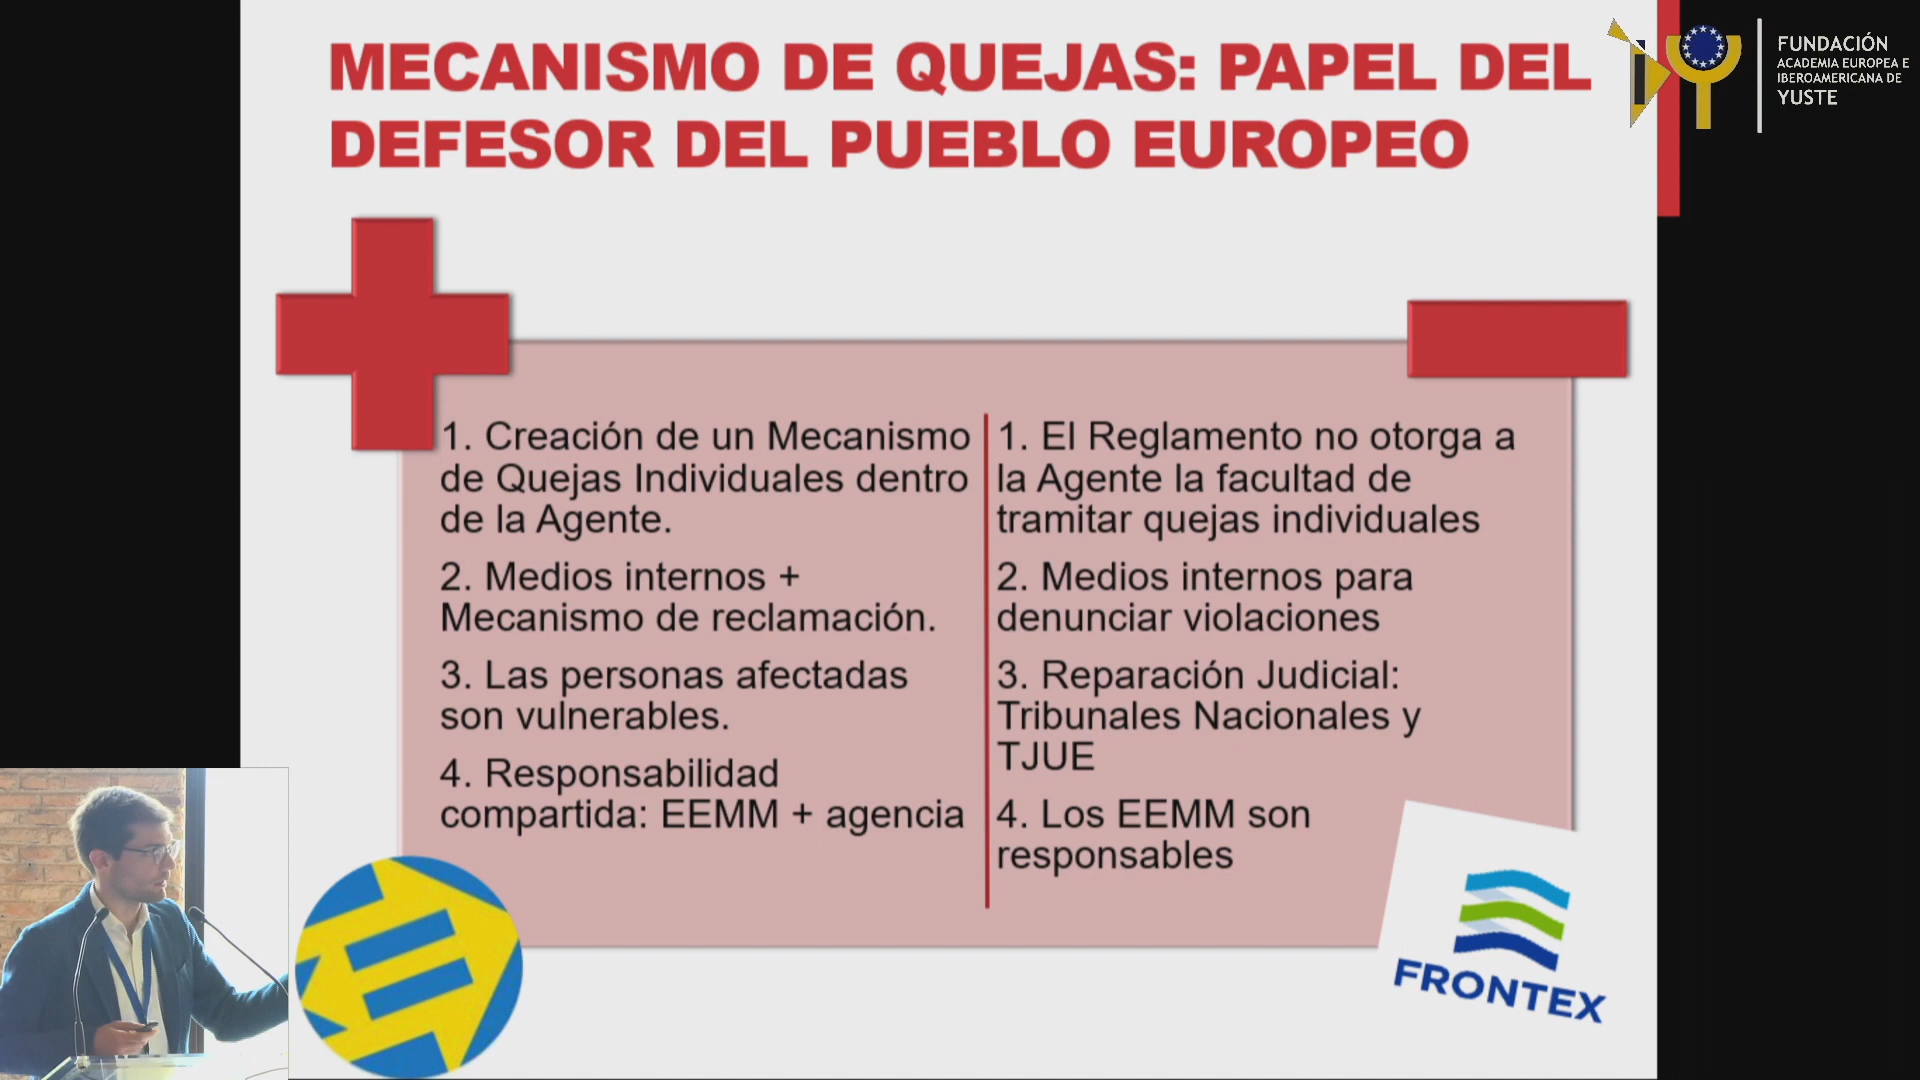 MECANISMO DE QUEJAS: PAPEL DEL
DEFESOR DEL PUEBLO EUROPEO
FUNDACIÓN
ACADEMIA EUROPEA E
IBEROAMERICANA DE
YUSTE
1. Creación de un Mecanismo
de Quejas Individuales dentro
de la Agente.
2. Medios internos +
Mecanismo de reclamación.
3. Las personas afectadas
son vulnerables.
4. Responsabilidad
compartida: EEMM + agencia
1. El Reglamento no otorga a
la Agente la facultad de
tramitar quejas individuales
2. Medios internos para
denunciar violaciones
3. Reparación Judicial:
Tribunales Nacionales y
TJUE
4. Los EEMM son
responsables
FRONTEX